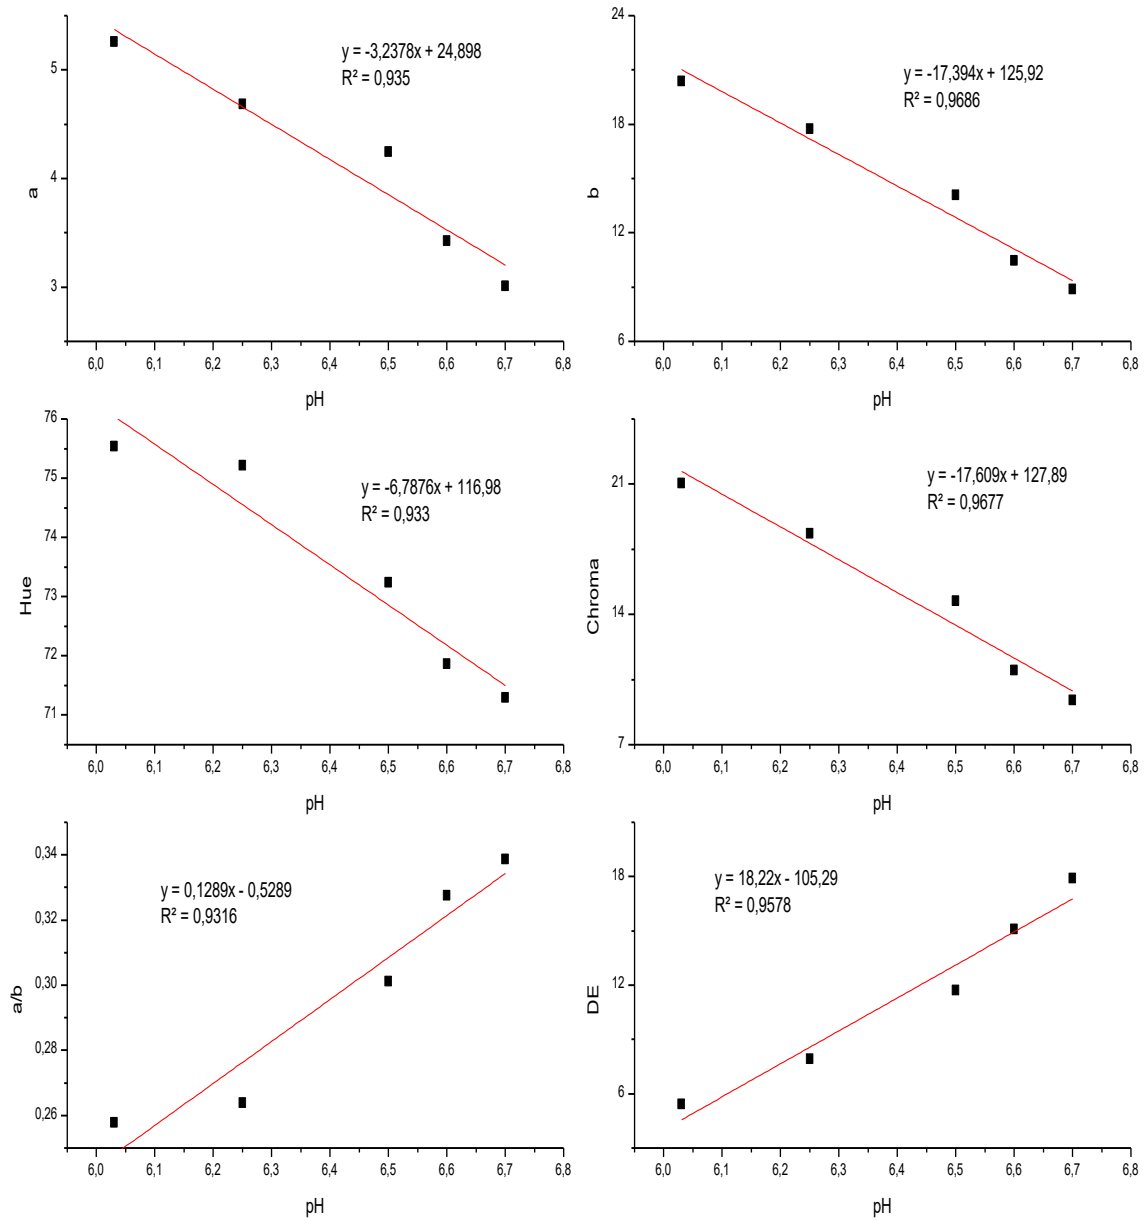 5
4
3
a
y = -3,2378x + 24,898
R² = 0,935
6,0 6,1 6,2 6,3 6,4 6,5 6,6 6,7 6,8
pH
24
18
12
6
b
y = -17,394x + 125,92
R² = 0,9686
6,0 6,1 6,2 6,3 6,4 6,5 6,6 6,7 6,8
pH
76
75
74
73
72
71
Hue
y = -6,7876x + 116,98
R² = 0,933
6,0 6,1 6,2 6,3 6,4 6,5 6,6 6,7 6,8
pH
21
14
7
Chroma
y = -17,609x + 127,89
R² = 0,9677
6,0 6,1 6,2 6,3 6,4 6,5 6,6 6,7 6,8
pH
0,34
0,32
0,30
0,28
0,26
a/b
y = 0,1289x - 0,5289
R² = 0,9316
6,0 6,1 6,2 6,3 6,4 6,5 6,6 6,7 6,8
pH
18
12
6
DE
y = 18,22x - 105,29
R² = 0,9578
6,0 6,1 6,2 6,3 6,4 6,5 6,6 6,7 6,8
pH